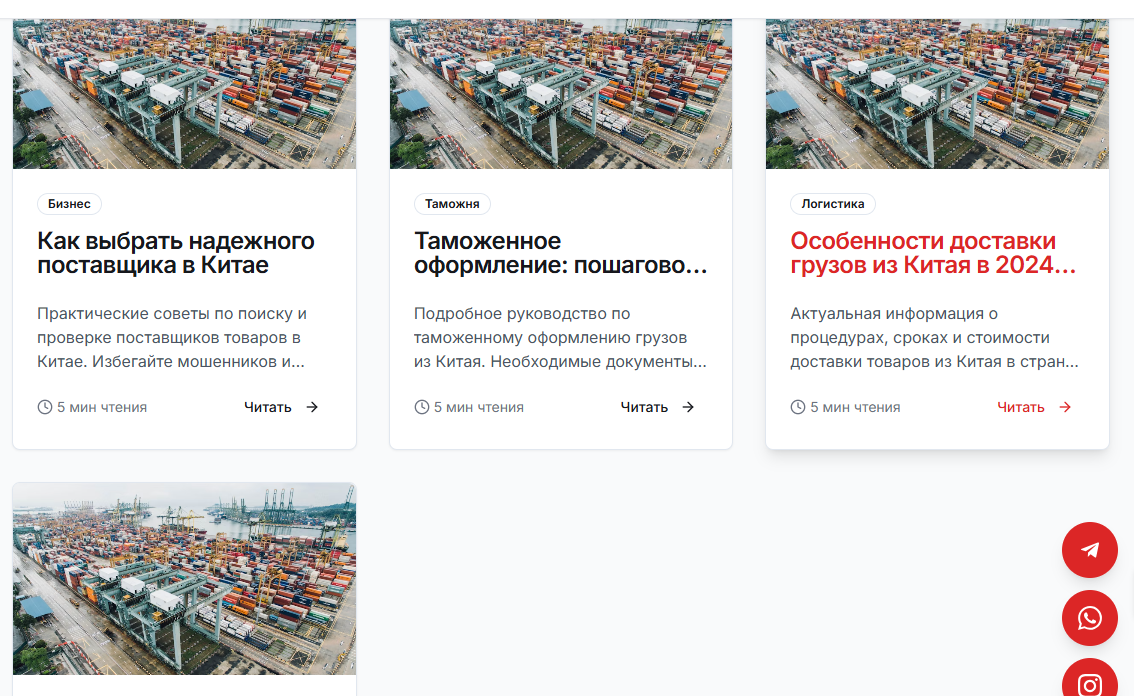 Бизнес
Как выбрать надежного
поставщика в Китае
Практические советы по поиску и
проверке поставщиков товаров в
Китае. Избегайте мошенников и...
5 мин чтения
Читать
Таможня
Таможенное
оформление: пошагово...
Подробное руководство по
таможенному оформлению грузов
из Китая. Необходимые документы...
5 мин чтения
Читать
Логистика
Особенности доставки
грузов из Китая в 2024...
Актуальная информация о
процедурах, сроках и стоимости
доставки товаров из Китая в стран...
5 мин чтения
Читать